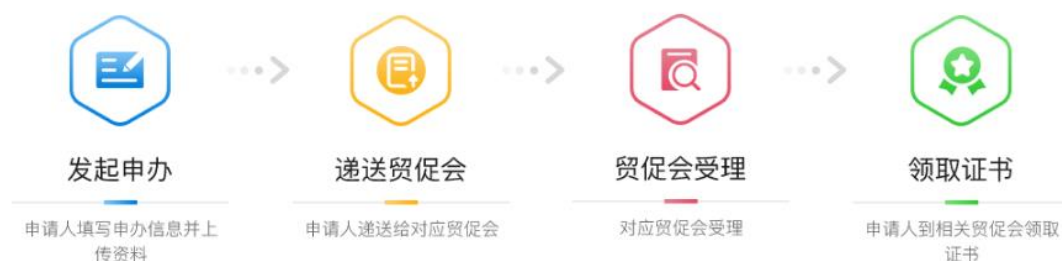 发起申办
递送贸促会
贸促会受理
领取证书
申请人填写申办信息并上
传资料
申请人递送给对应贸促会
对应贸促会受理
申请人到相关贸促会领取
证书